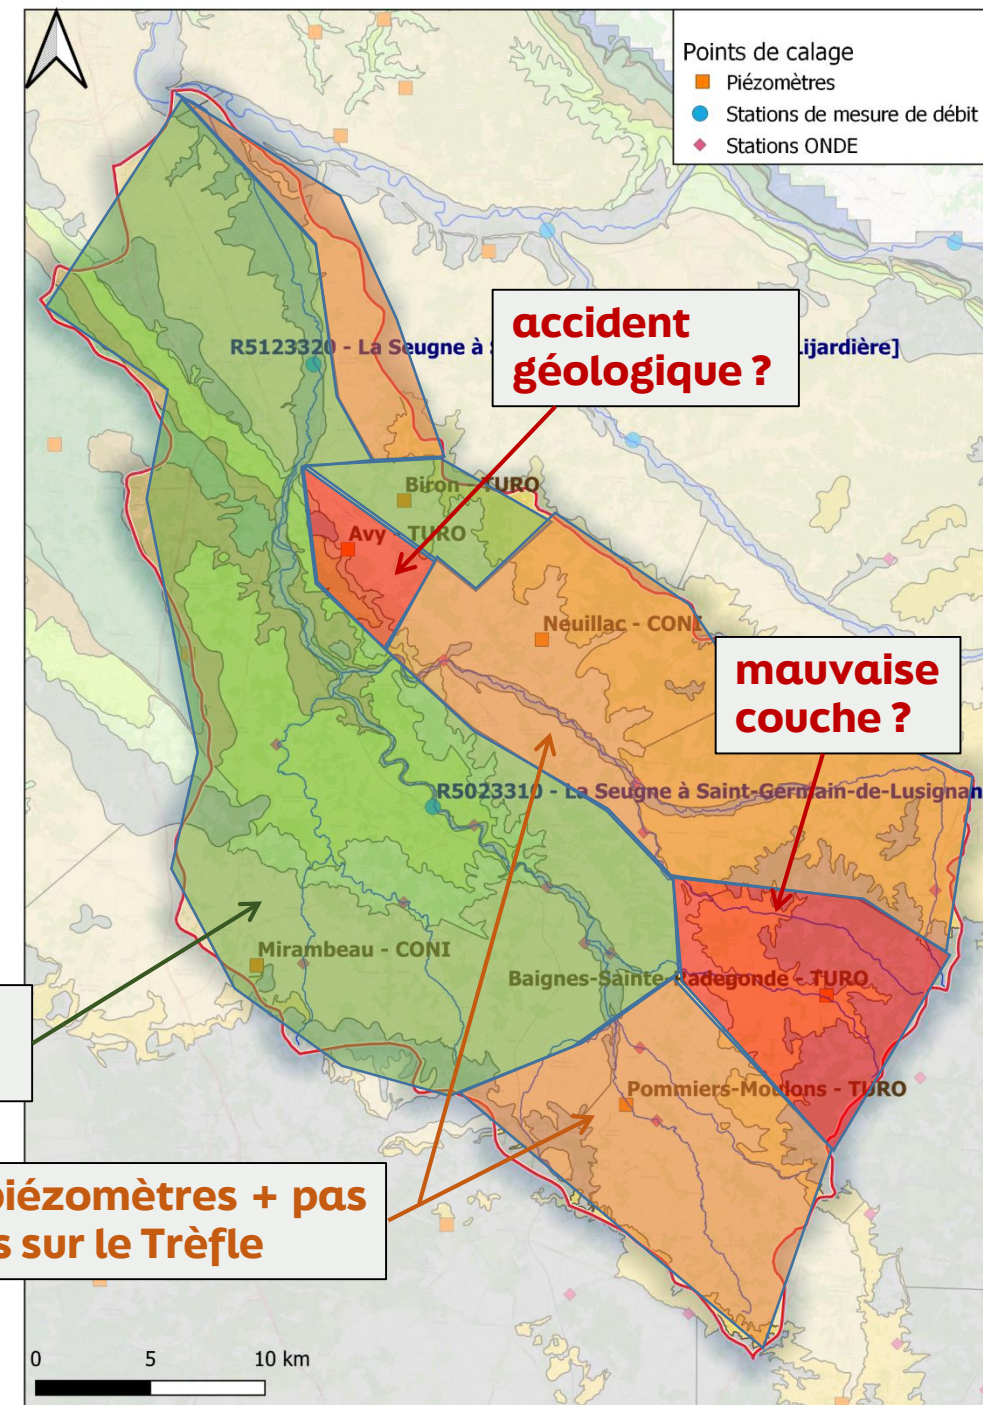 Points de calage
Piézomètres
Stations de mesure de débit
Stations ONDE
accident
géologique ?
R5123320 - La Seugne à S
ijardière]
Biron - TURO
Avy - TURO
Neuillac - CONI
mauvaise
couche ?
R5023310 - La Seugne à Saint-Germain-de-Lusignan
Mirambeau - CONI
Baignes-Sainte-Radegonde - TURO
Pommiers-Moulons - TURO
piézomètres + pas
s sur le Trèfle
0 5 10 km